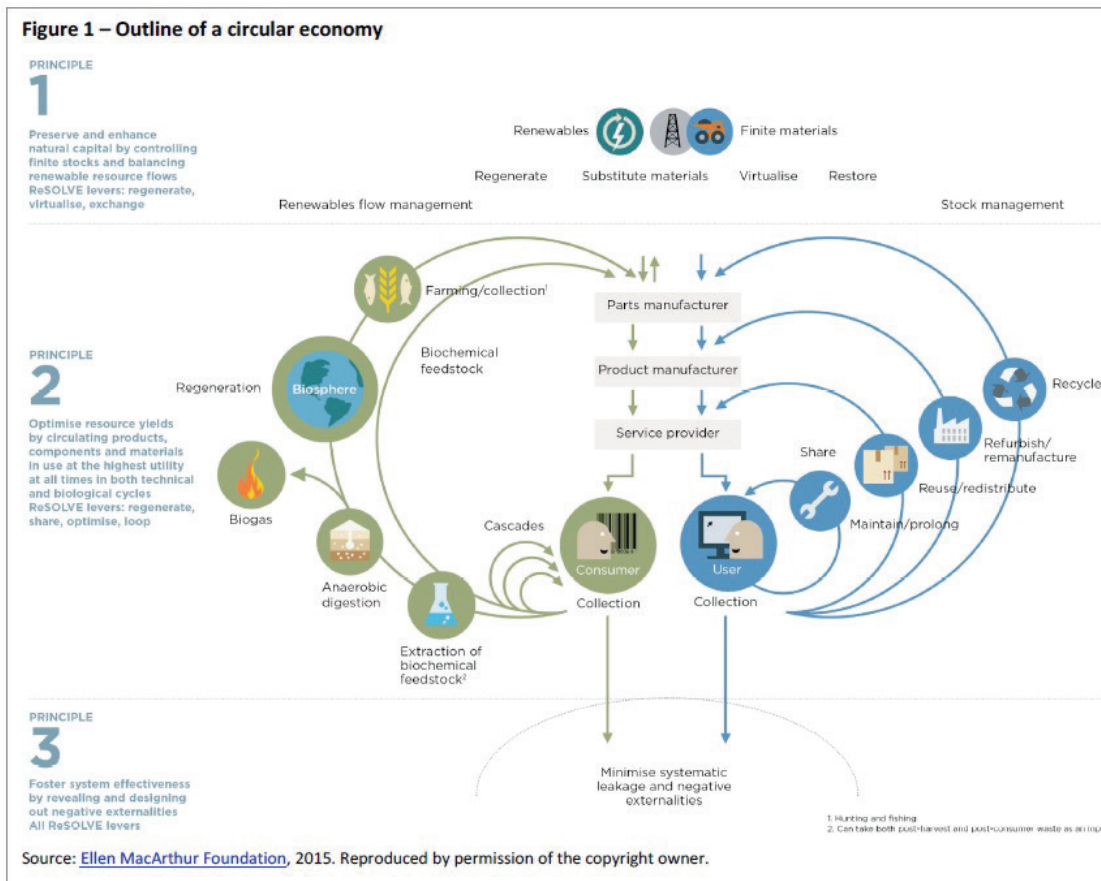 Figure 1 – Outline of a circular economy
PRINCIPLE
1
Preserve and enhance
natural capital by controlling
finite stocks and balancing
renewable resource flows
ReSOLVE levers: regenerate,
virtualise, exchange
Renewables
Finite materials
Regenerate
Substitute materials
Virtualise
Restore
Renewables flow management
Stock management
PRINCIPLE
2
Optimise resource yields
by circulating products,
components and materials
in use at the highest utility
at all times in both technical
and biological cycles
ReSOLVE levers: regenerate,
share, optimise, loop
Farming/collection¹
Biochemical
feedstock
Regeneration
Biosphere
Biogas
Anaerobic
digestion
Extraction of
biochemical
feedstock²
Cascades
Parts manufacturer
Product manufacturer
Service provider
Consumer
Collection
User
Collection
Share
Maintain/prolong
Reuse/redistribute
Refurbish/
remanufacture
Recycle
PRINCIPLE
3
Foster system effectiveness
by revealing and designing
out negative externalities
All ReSOLVE levers
Minimise systematic
leakage and negative
externalities
1. Hunting and fishing
2. Can take both post-harvest and post-consumer waste as an
Source: Ellen MacArthur Foundation, 2015. Reproduced by permission of the copyright owner.